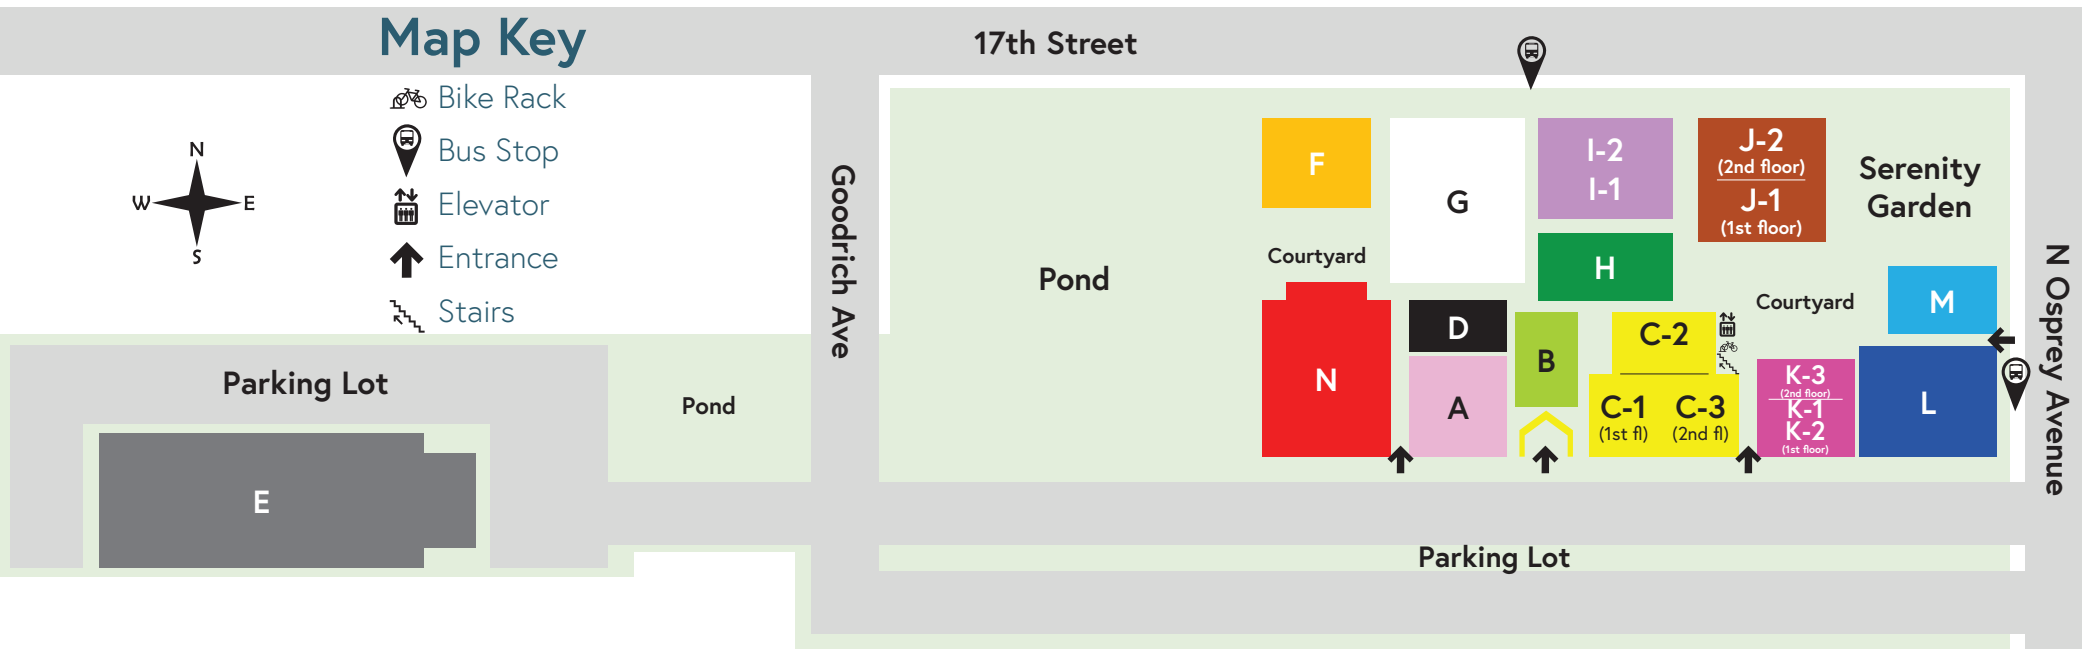 Map Key
Bike Rack
Bus Stop
Elevator
Entrance
Stairs
N
W
E
S
17th Street
Goodrich Ave
N Osprey Avenue
Parking Lot
E
Pond
Pond
F
G
I-2
I-1
J-2
(2nd floor)
J-1
(1st floor)
Serenity
Garden
Courtyard
H
Courtyard
M
N
D
A
B
C-2
C-1
(1st fl)
C-3
(2nd fl)
K-3
(2nd floor)
K-1
K-2
(1st floor)
L
Parking Lot